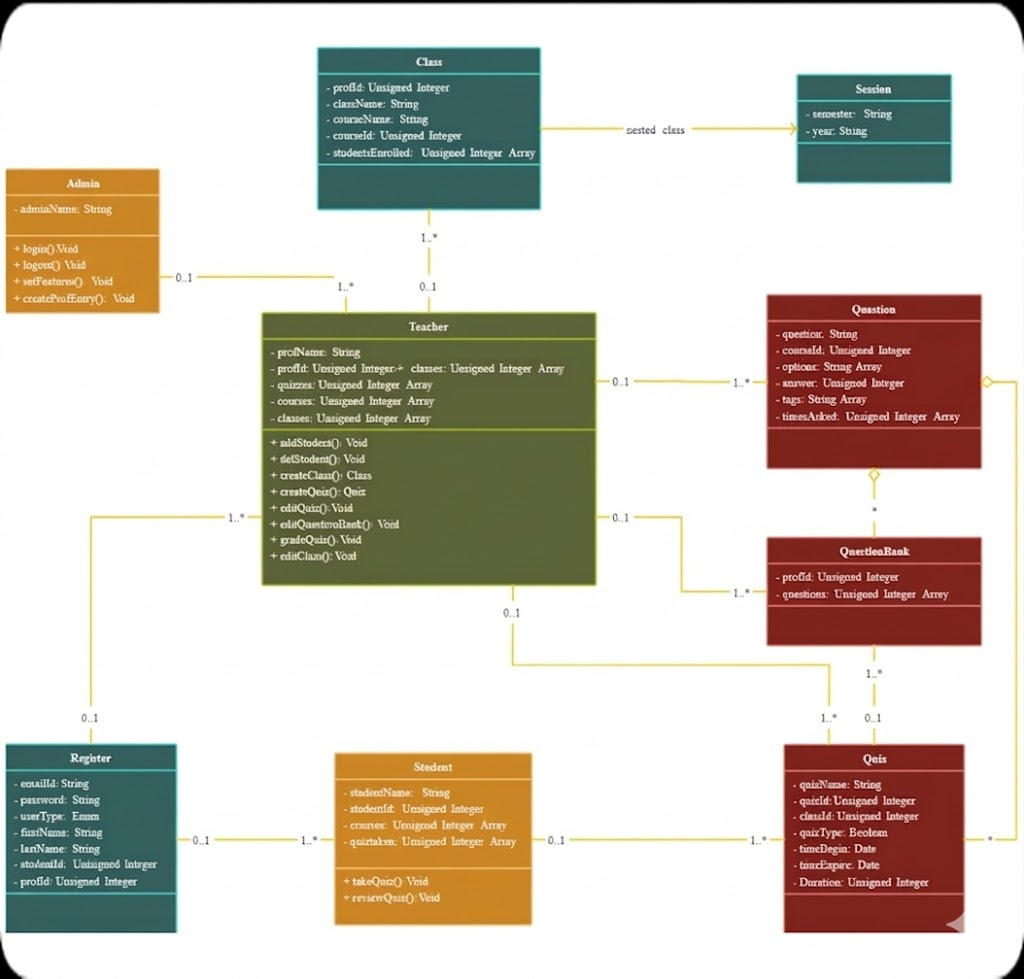 Class
- profId: Unsigned Integer
- className: String
- courseName: String
- courseId: Unsigned Integer
- studentsEnrolled: Unsigned Integer Array
nested class
Session
- semester: String
- year: String
Admin
- adminName: String
+ login() Void
+ logout() Void
+ setFeatures(). Void
+ createProfEntry(): Void
0..1
1..*
1..*
0..1
Teacher
- profName: String
- profId: Unsigned Integer + classes: Unsigned Integer Array
- quizzes: Unsigned Integer Array
- courses: Unsigned Integer Array
- classes: Unsigned Integer Array
+ addStudent(): Void
+ delStudent(): Void
+ createClass(): Class
+ createQuiz(): Quiz
+ editQuiz(): Void
+ Void
+ gradeQuiz(): Void
+ editClass(): Void
0..1
1..*
0..1
1..*
0..1
1..*
1..*
0..1
Question
- question: String
- courseId: Unsigned Integer
- options: String Array
- answer: Unsigned Integer
- tags: String Array
- timesAsked: Unsigned Integer Array
*
QuestionBank
- profId: Unsigned Integer
- questions: Unsigned Integer Array
1..*
0..1
Register
- emailId: String
- password: String
- userType: Enum
- firstName: String
- lastName: String
- studentId: Unsigned Integer
- profId: Unsigned Integer
0..1
1..*
Student
- studentName: String
- studentId: Unsigned Integer
- courses: Unsigned Integer Array
- Unsigned Integer Array
+ takeQuiz() Void
+ reviewQuiz(): Void
0..1
1..*
Quis
- quizName: String
- quizId: Unsigned Integer
- classId: Unsigned Integer
- quizType: Boolean
- timeBegin: Date
- Date
- Duration: Unsigned Integer
*